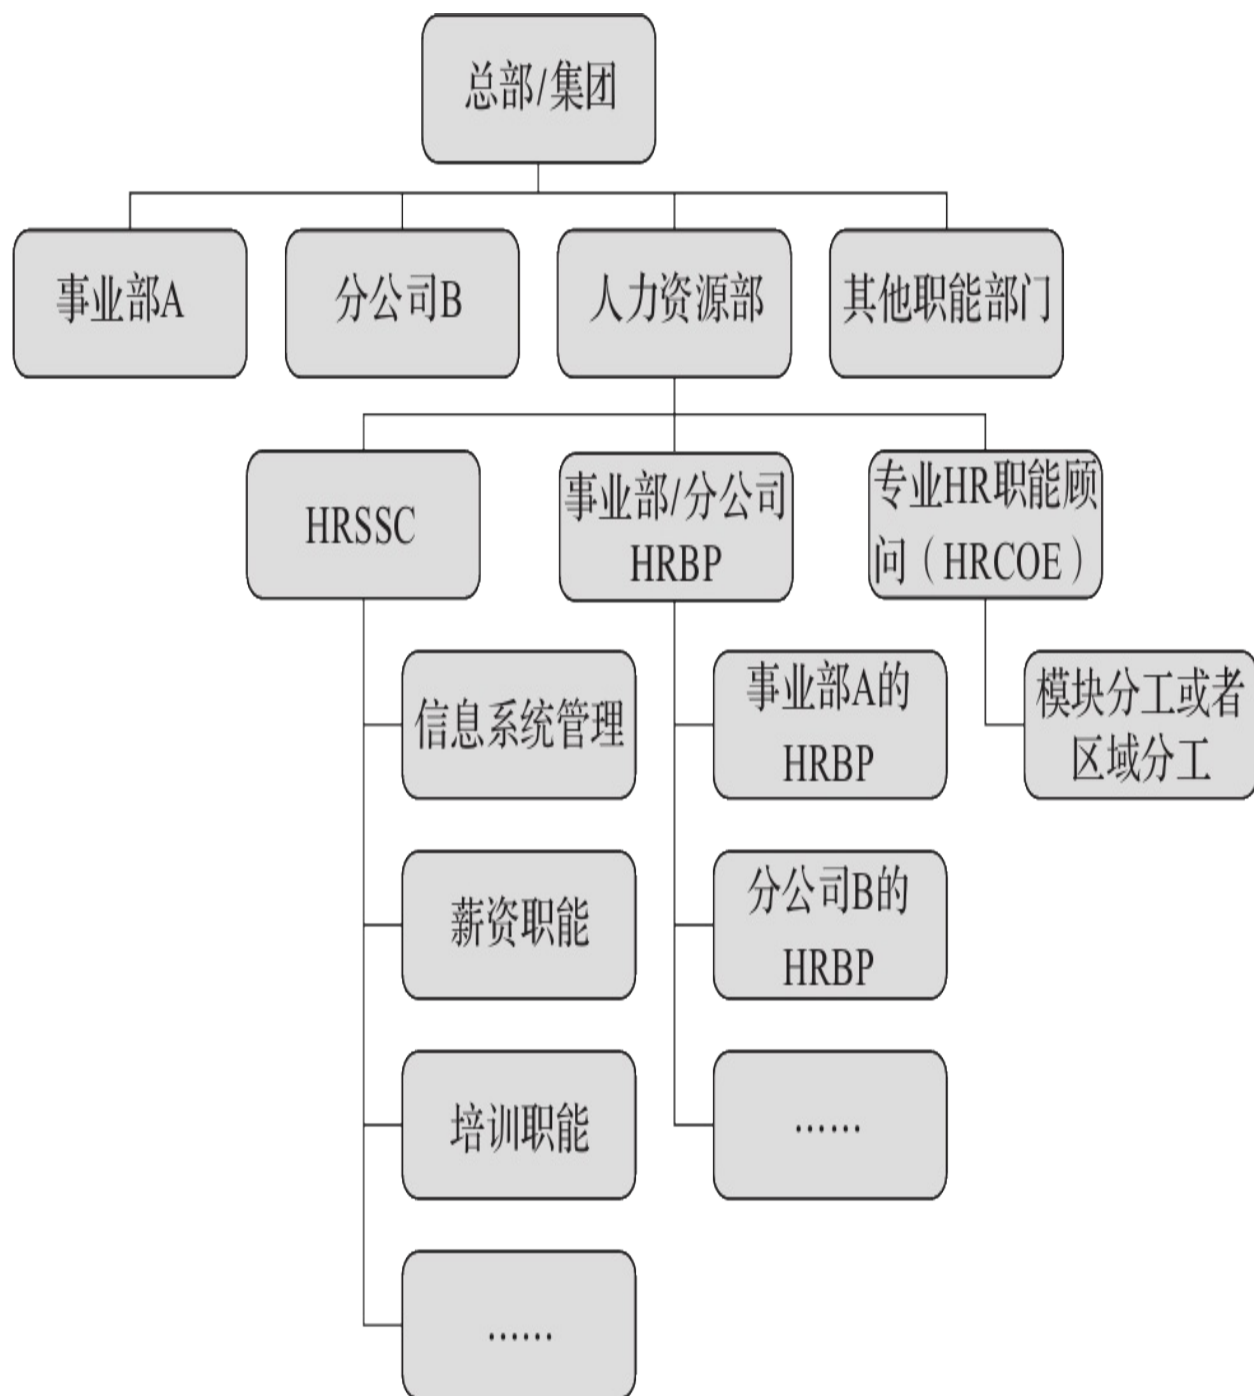 总部/集团
事业部A
分公司B
人力资源部
其他职能部门
HRSSC
事业部/分公司
HRBP
专业HR职能顾
问（HRCOE）
信息系统管理
事业部A的
HRBP
模块分工或者
区域分工
薪资职能
分公司B的
HRBP
培训职能
……
……